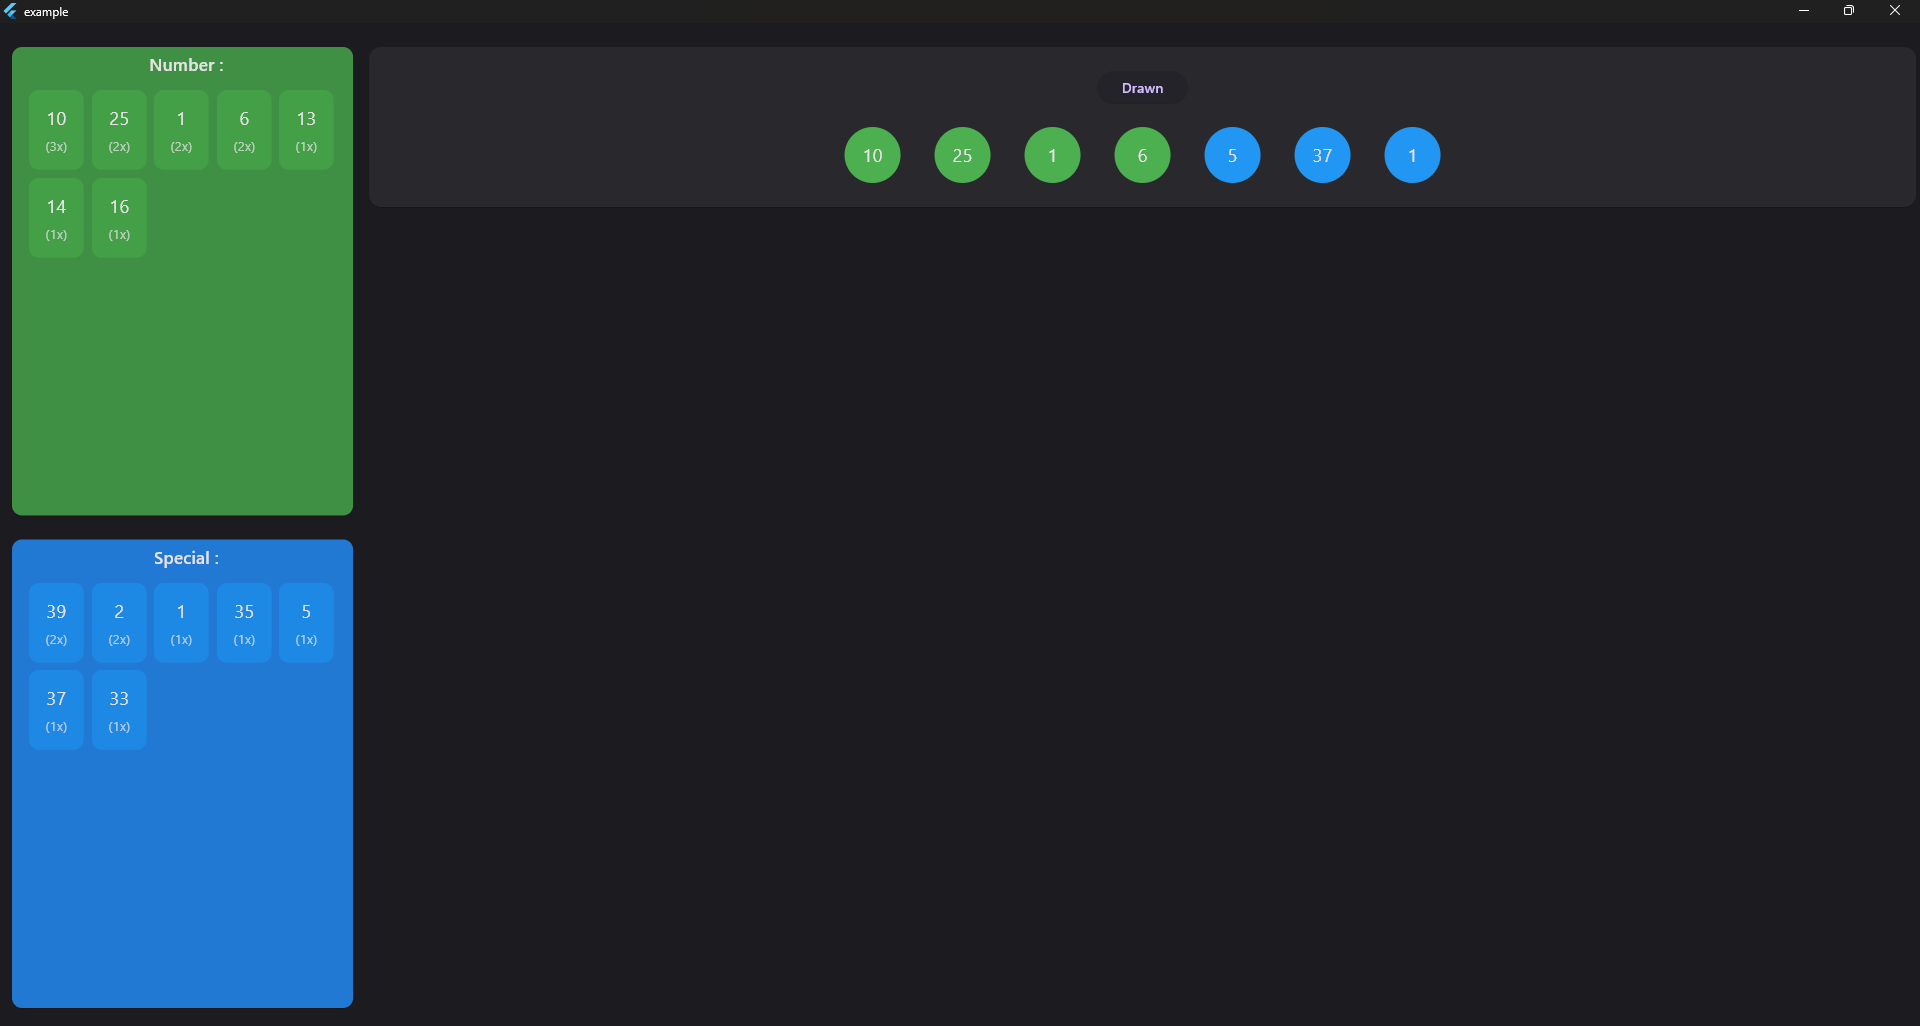 example
Number :
10 25 1 6 13
(3x) (2x) (2x) (2x) (1x)
14 16
(1x) (1x)
Drawn
10 25 1 6 5 37 1
Special :
39 2 1 35 5
(2x) (2x) (1x) (1x) (1x)
37 33
(1x) (1x)